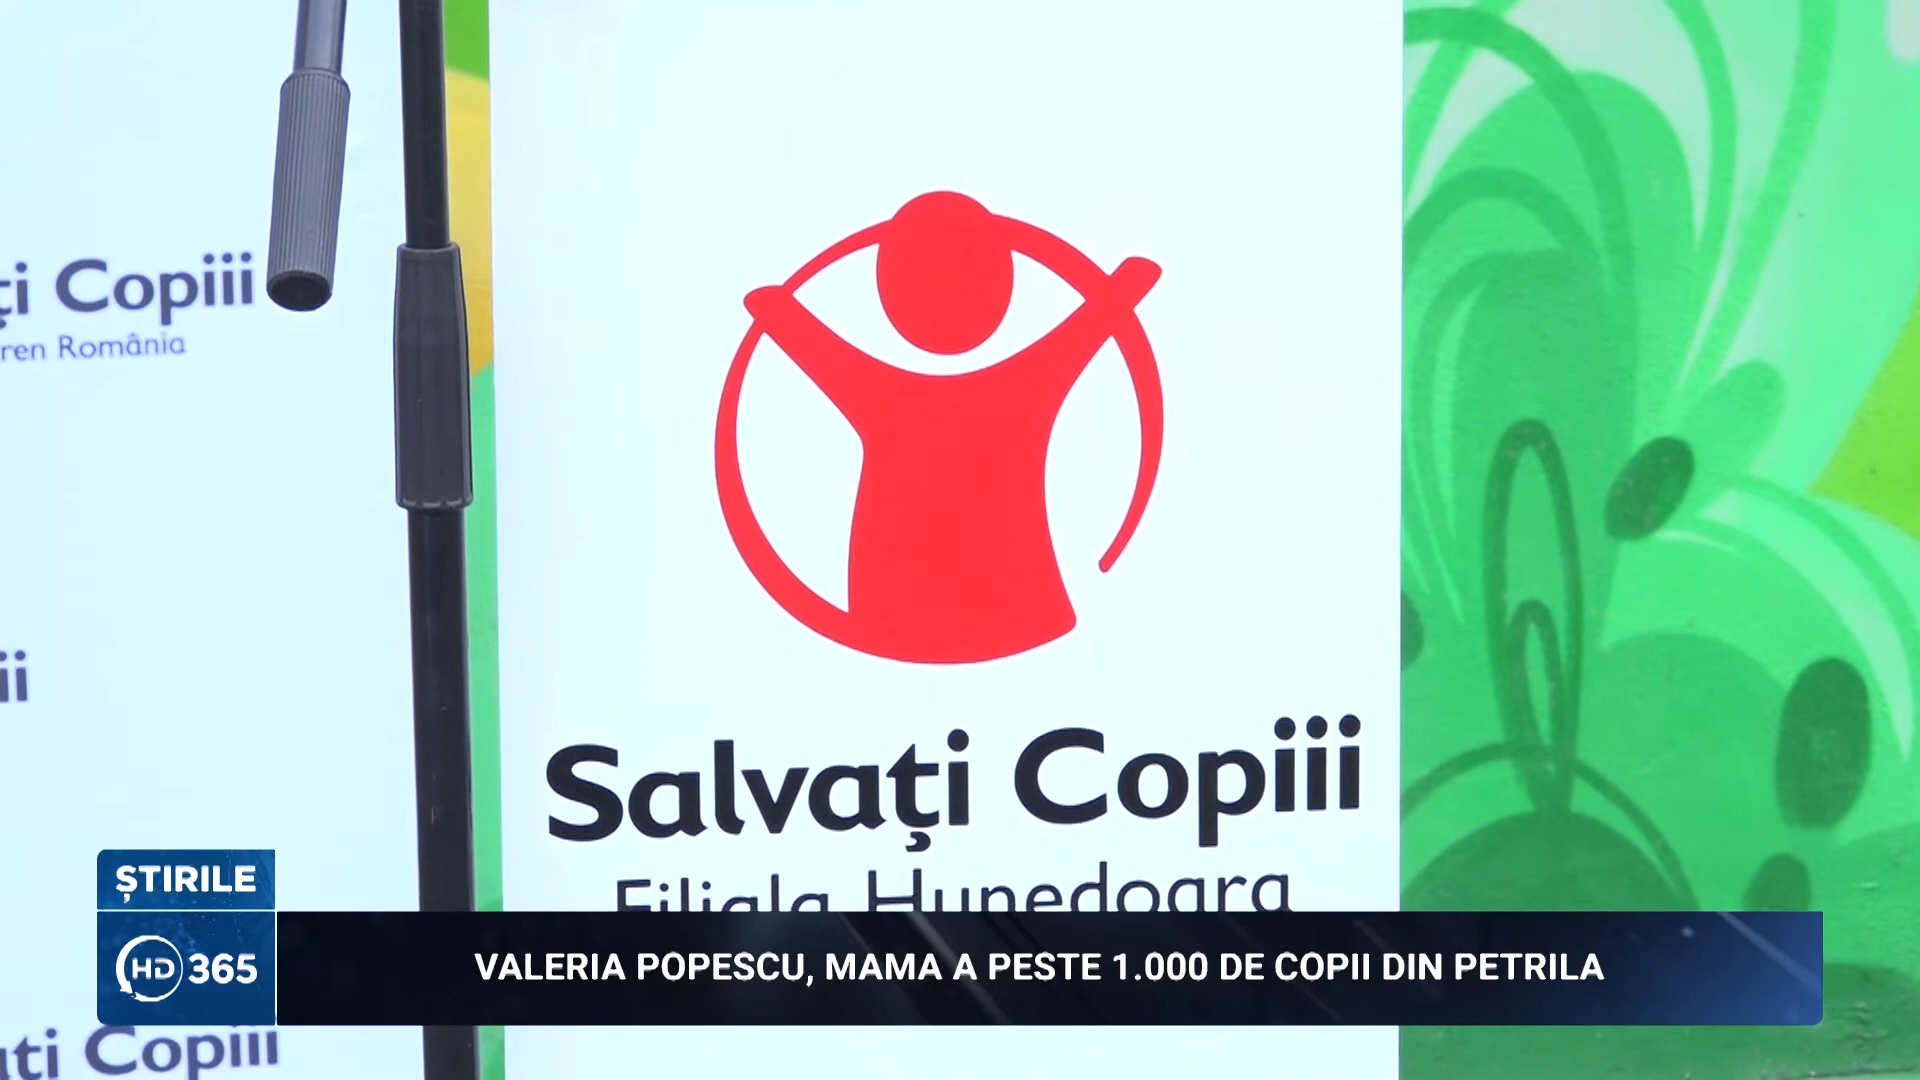 ți Copiii
ren România
ii
Salvați Copiii
Filiala Hunedoara
ȘTIRILE
HD 365
VALERIA POPESCU, MAMA A PESTE 1.000 DE COPII DIN PETRILA
ați Copiii